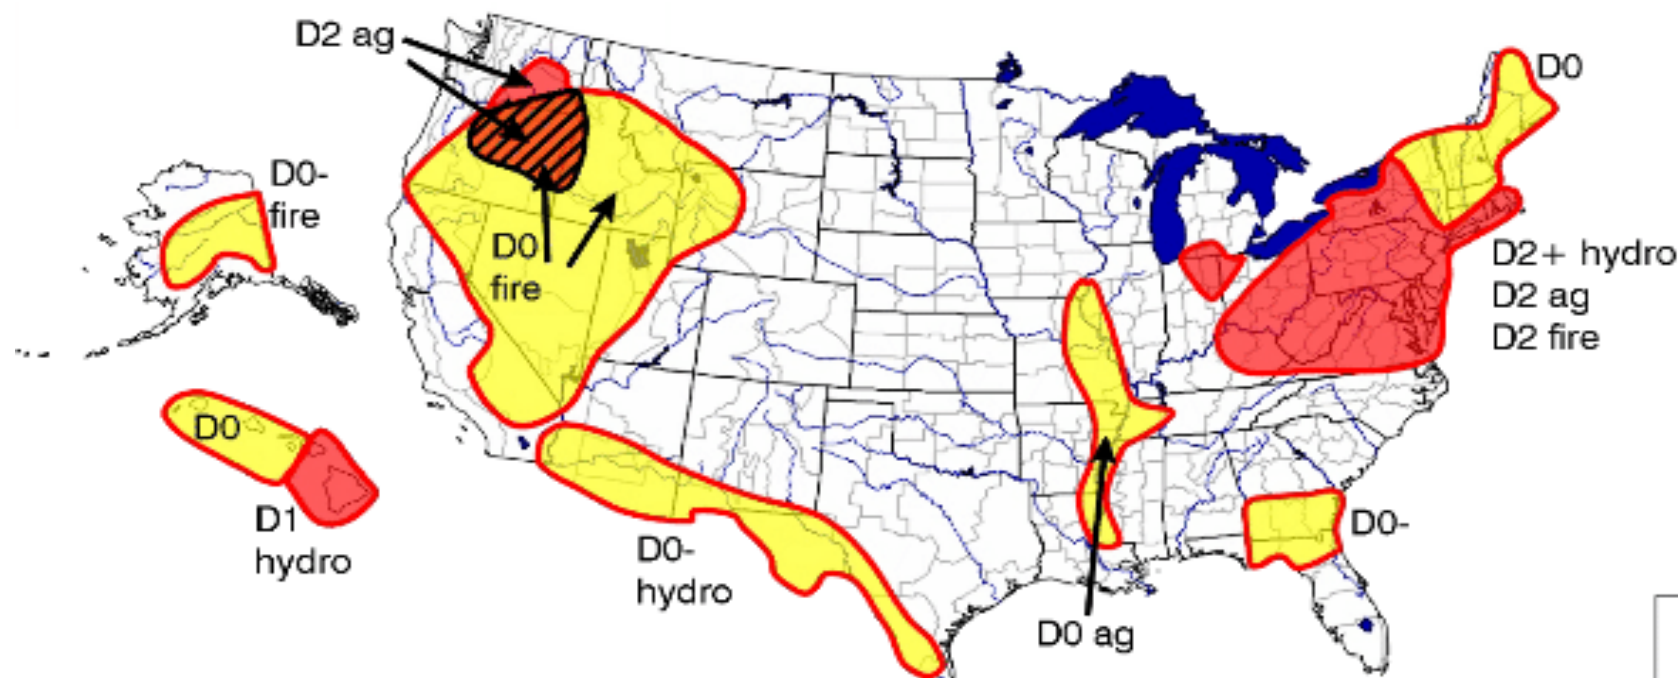 D2 ag
D0
D0-
fire
D0
fire
D2+ hydro
D2 ag
D2 fire
D0
D1
hydro
D0-
hydro
D0-
D0 ag